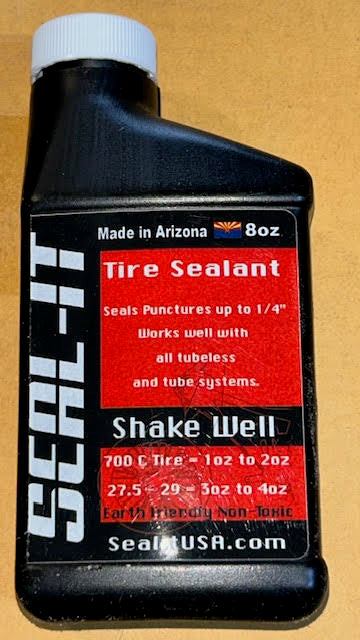 SEAL-IT
Made in Arizona 8oz
Tire Sealant
Seals Punctures up to 1/4"
Works well with
all tubeless
and tube systems.
Shake Well
700 C Tire = 1oz to 2oz
27.5 - 29 = 3oz to 4oz
Earth Friendly Non-Toxic
SealitUSA.com